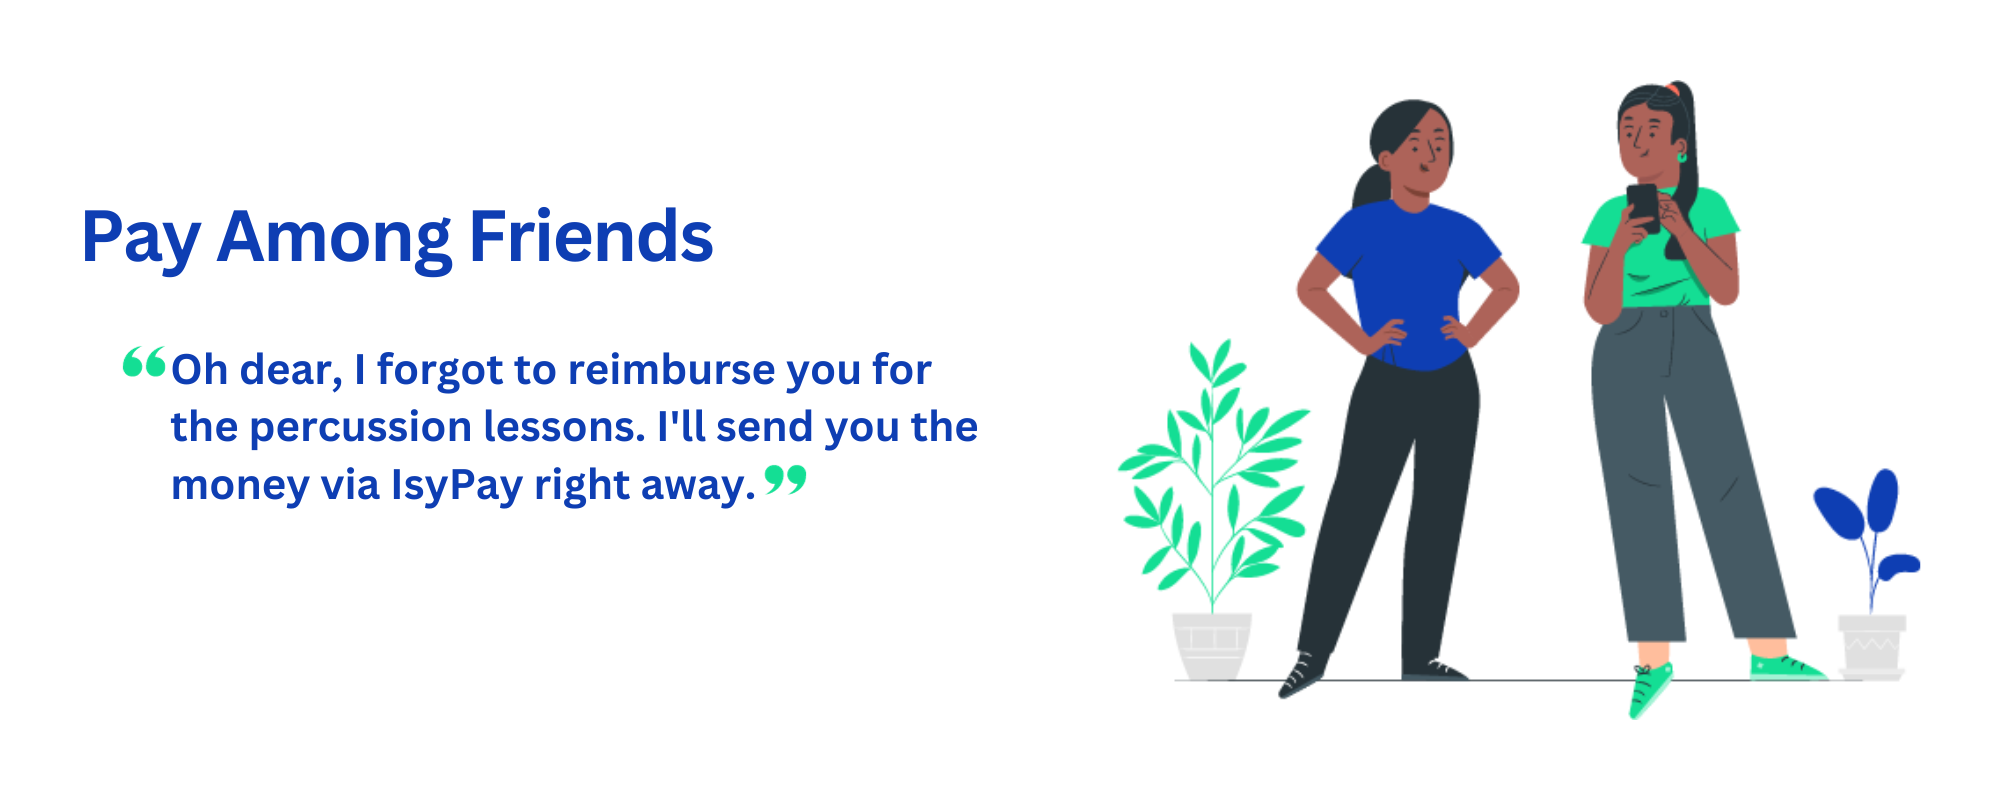 Pay Among Friends
“Oh dear, I forgot to reimburse you for
the percussion lessons. I'll send you the
money via IsyPay right away.”